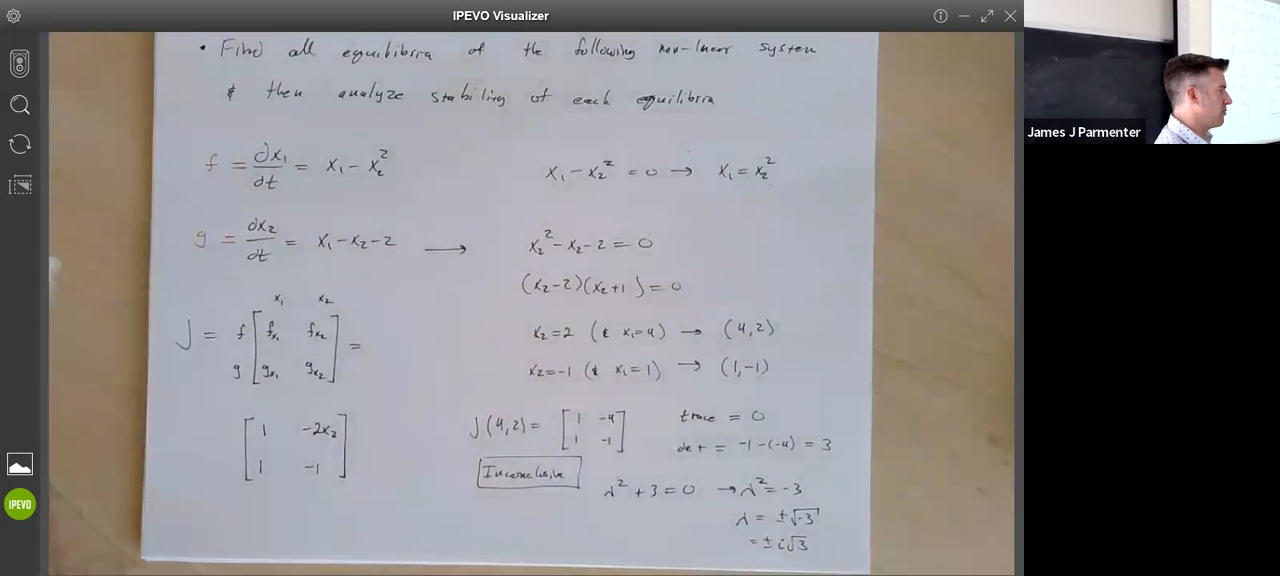 IPEVO Visualizer
• Find all equilibria of the following non-linear system
& then analyze stability of each equilibria
f = ∂x₁/∂t = x₁ - x₂²
x₁ - x₂² = 0 → x₁ = x₂²
g = ∂x₂/∂t = x₁ - x₂ - 2 →
x₂² - x₂ - 2 = 0
(x₂-2)(x₂+1) = 0
x₁ x₂
J = f [ fx₁ fx₂
g gx₁ gx₂ ] =
x₂=2 (& x₁=4) → (4,2)
x₂=-1 (& x₁=1) → (1,-1)
[ 1 -2x₂
1 -1 ]
J(4,2) = [ 1 -4
1 -1 ]
trace = 0
det = -1-(-4) = 3
Inconclusive
λ² + 3 = 0 → λ² = -3
λ = ±√-3
= ±i√3
James J Parmenter
IPEVO